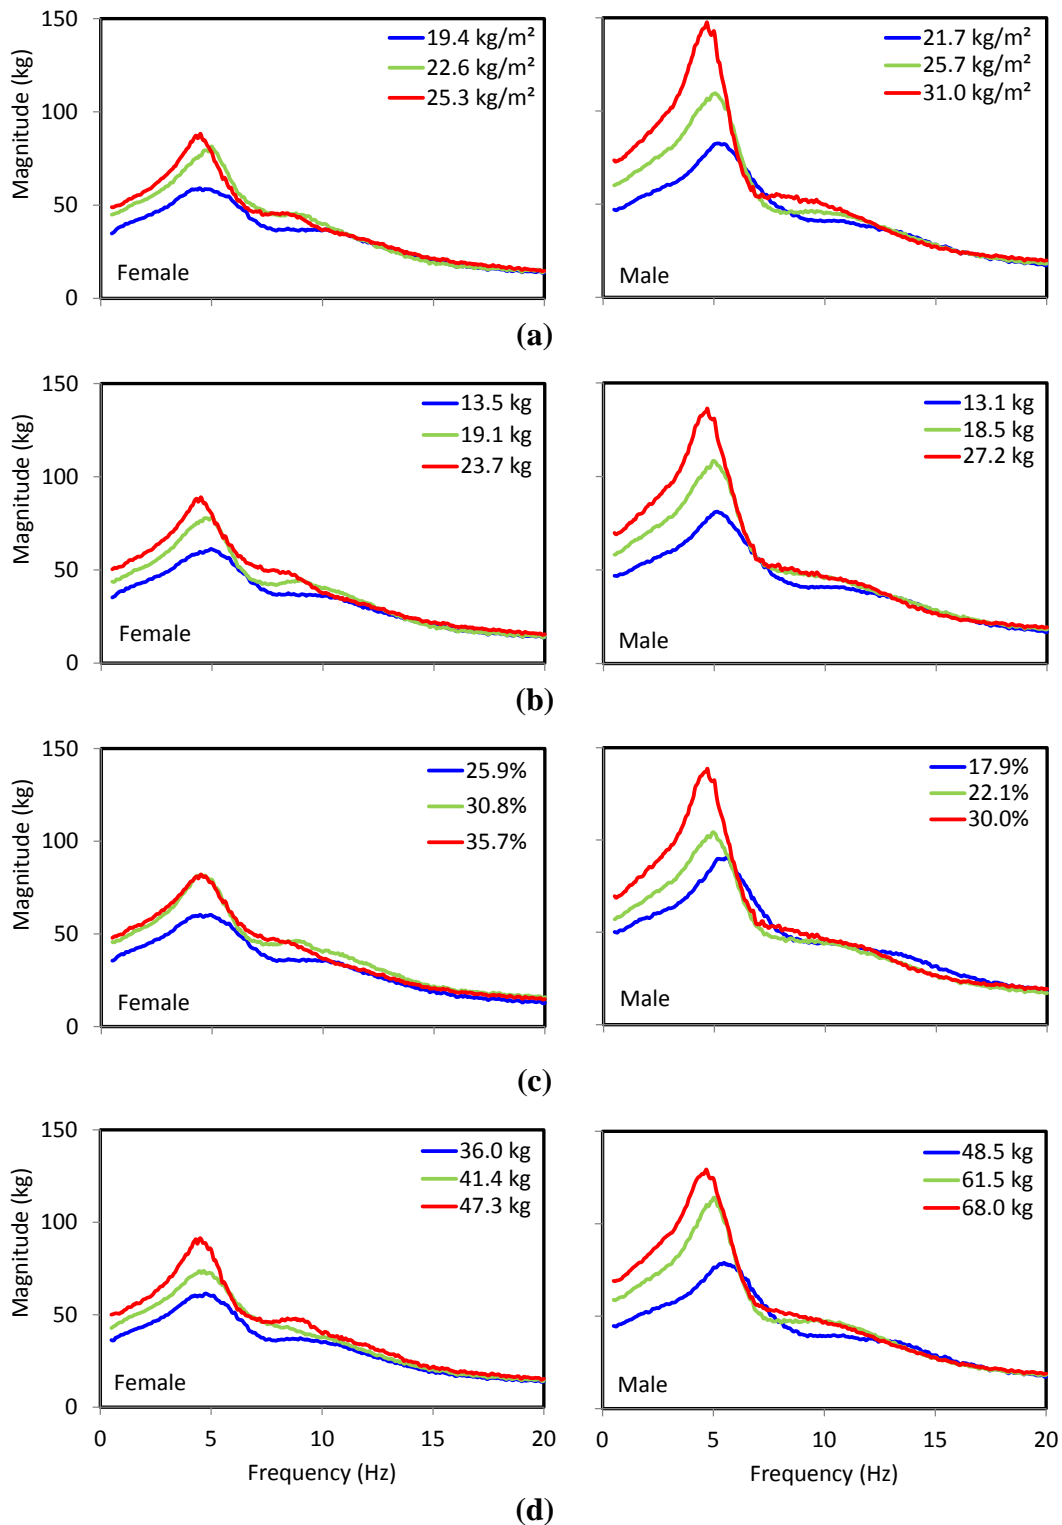 150
100
50
0
Magnitude (kg)
19.4 kg/m²
22.6 kg/m²
25.3 kg/m²
Female
21.7 kg/m²
25.7 kg/m²
31.0 kg/m²
Male
(a)
150
100
50
0
Magnitude (kg)
13.5 kg
19.1 kg
23.7 kg
Female
13.1 kg
18.5 kg
27.2 kg
Male
(b)
150
100
50
0
Magnitude (kg)
25.9%
30.8%
35.7%
Female
17.9%
22.1%
30.0%
Male
(c)
150
100
50
0
Magnitude (kg)
36.0 kg
41.4 kg
47.3 kg
Female
0 5 10 15 20
Frequency (Hz)
48.5 kg
61.5 kg
68.0 kg
Male
0 5 10 15 20
Frequency (Hz)
(d)